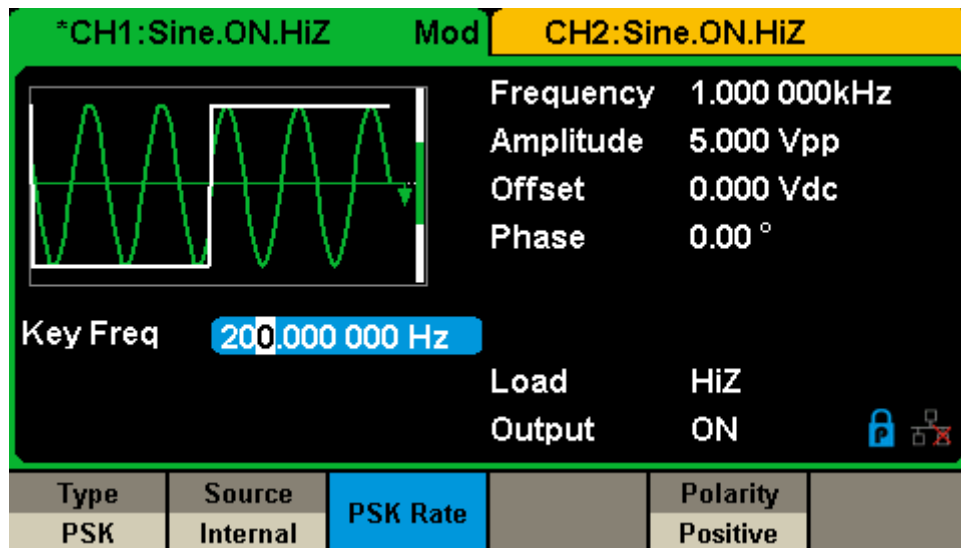 *CH1:Sine.ON.HiZ Mod CH2:Sine.ON.HiZ
Frequency 1.000 000kHz
Amplitude 5.000 Vpp
Offset 0.000 Vdc
Phase 0.00 °
Key Freq 200.000 000 Hz
Load HiZ
Output ON P
Type Source PSK Rate Polarity
PSK Internal Positive